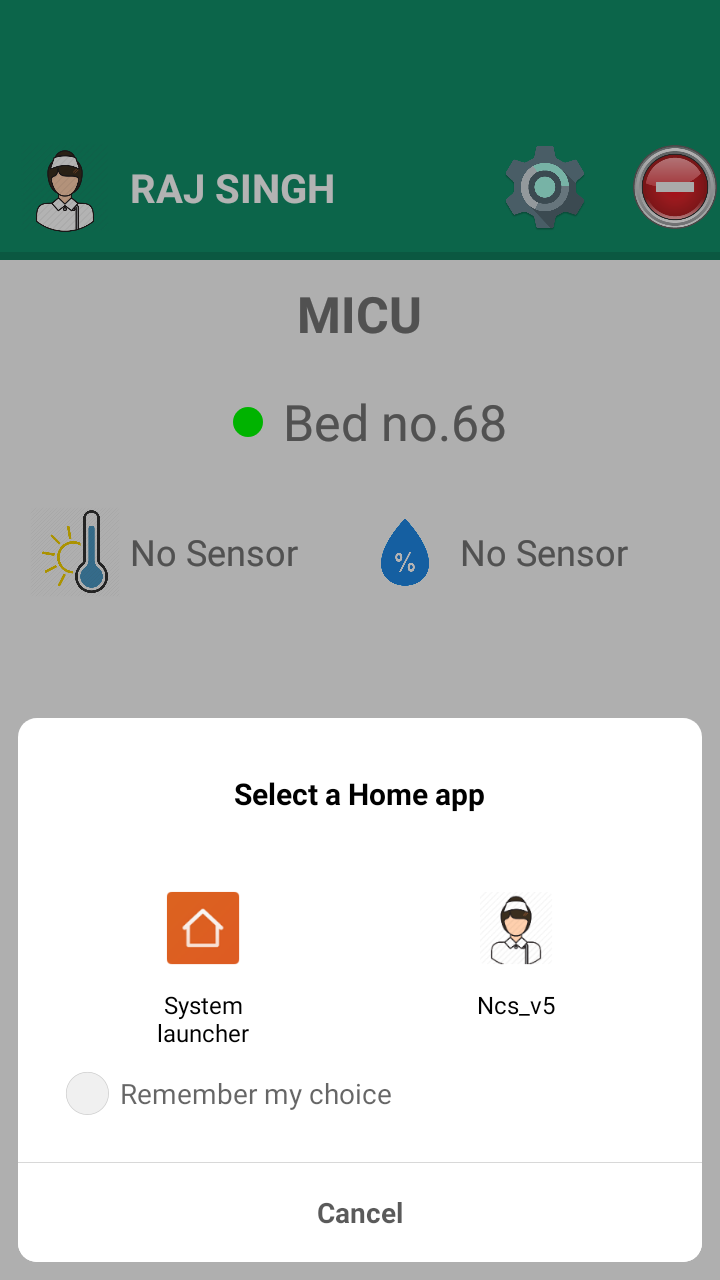 RAJ SINGH
MICU
Bed no.68
No Sensor
% No Sensor
Select a Home app
System
launcher
Ncs_v5
Remember my choice
Cancel